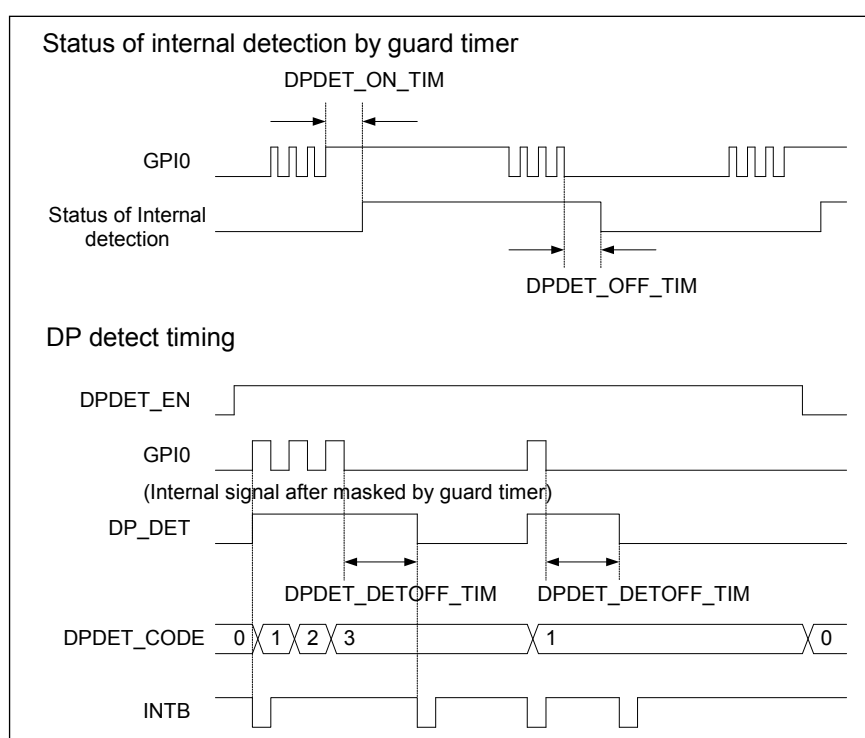 Status of internal detection by guard timer
DPDET_ON_TIM
GPI0
Status of Internal
detection
DPDET_OFF_TIM
DP detect timing
DPDET_EN
GPI0
(Internal signal after masked by guard timer)
DP_DET
DPDET_DETOFF_TIM DPDET_DETOFF_TIM
DPDET_CODE 0 1 2 3 1 0
INTB